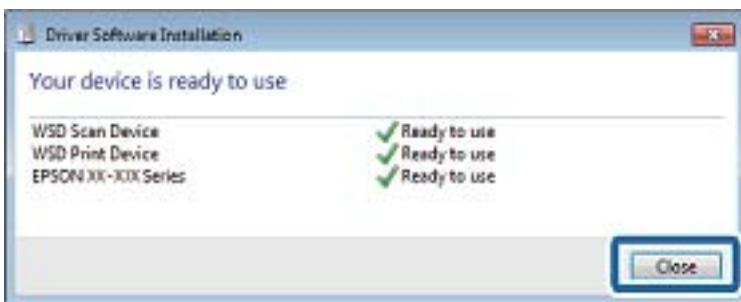 Driver Software Installation
Your device is ready to use
WSD Scan Device Ready to use
WSD Print Device Ready to use
EPSON XX-XXX Series Ready to use
Close